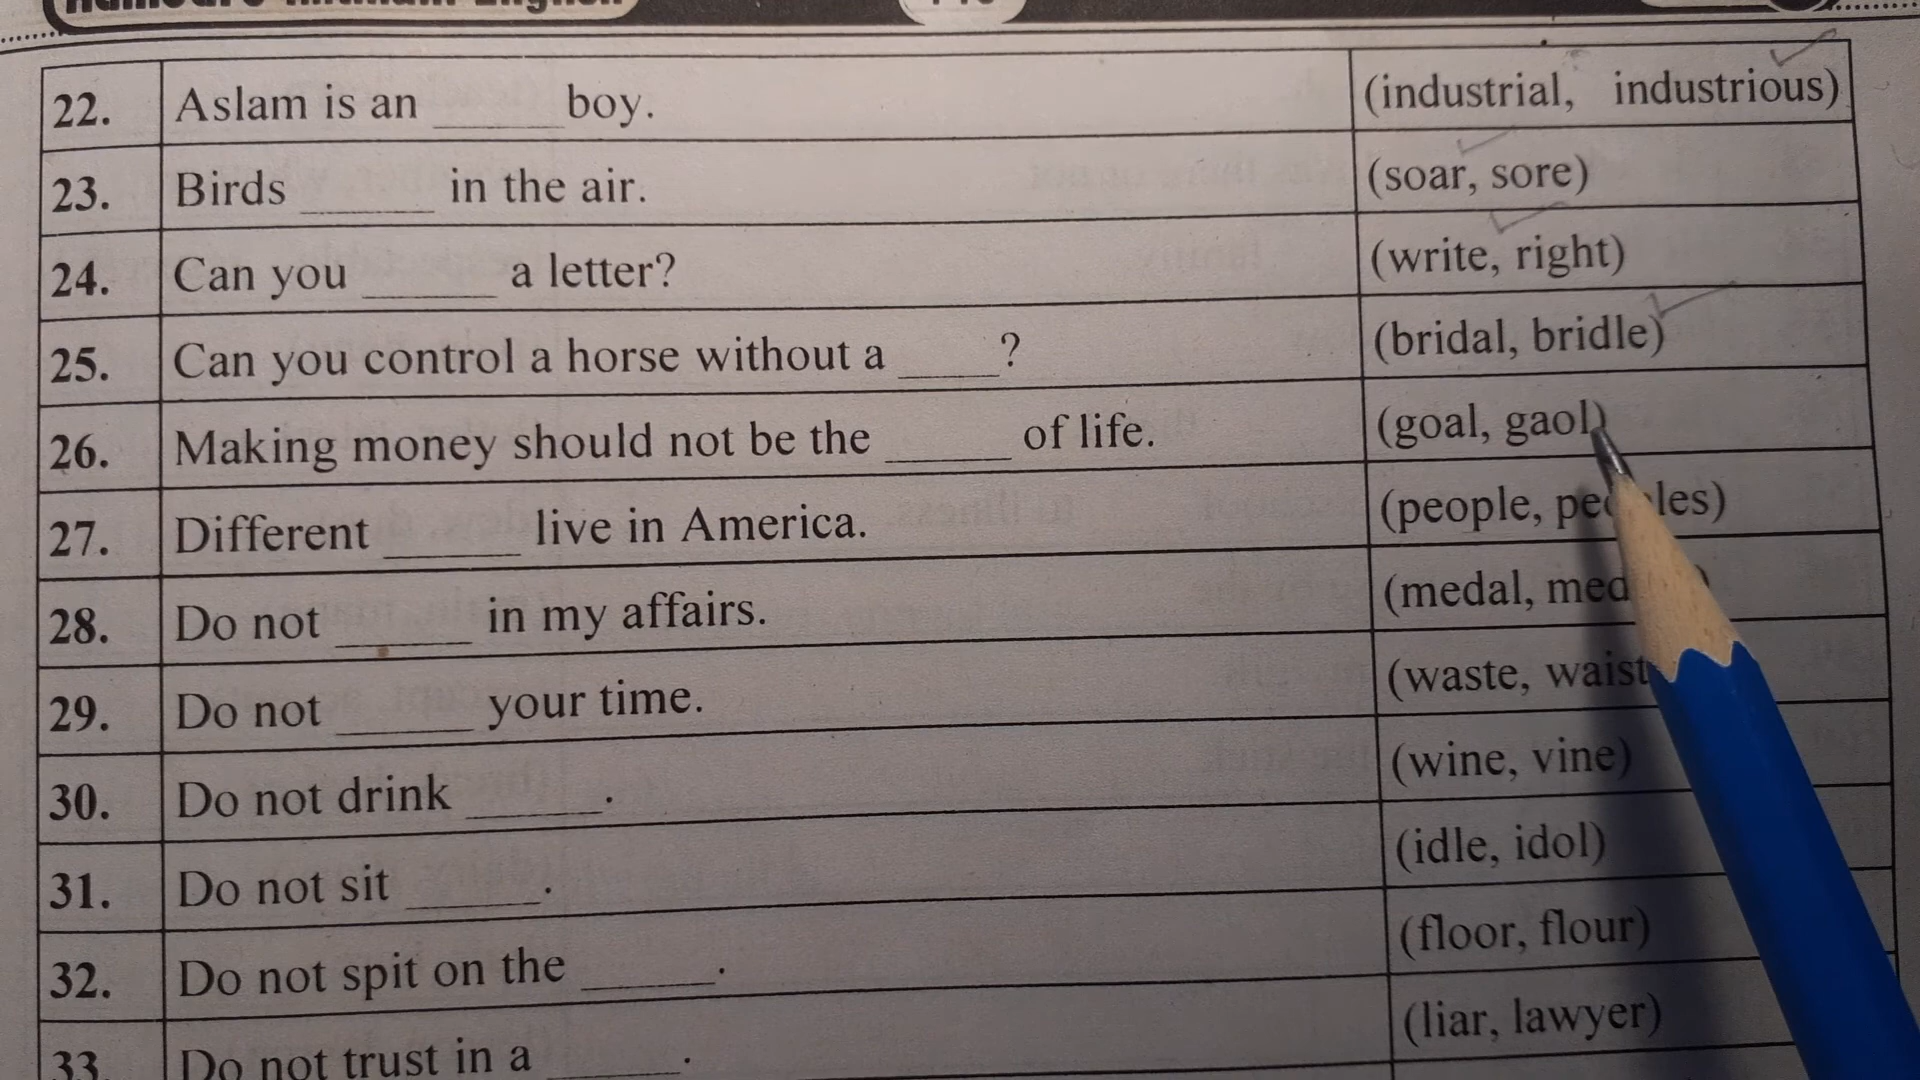 22. Aslam is an ______ boy. (industrial, industrious)
23. Birds ______ in the air. (soar, sore)
24. Can you ______ a letter? (write, right)
25. Can you control a horse without a ______? (bridal, bridle)
26. Making money should not be the ______ of life. (goal, gaol)
27. Different ______ live in America. (people,
28. Do not ______ in my affairs. (medal,
29. Do not ______ your time. (waste, waist
30. Do not drink ______. (wine, vine)
31. Do not sit ______. (idle, idol)
32. Do not spit on the ______. (floor, flour)
33. Do not trust in a ______. (liar, lawyer)